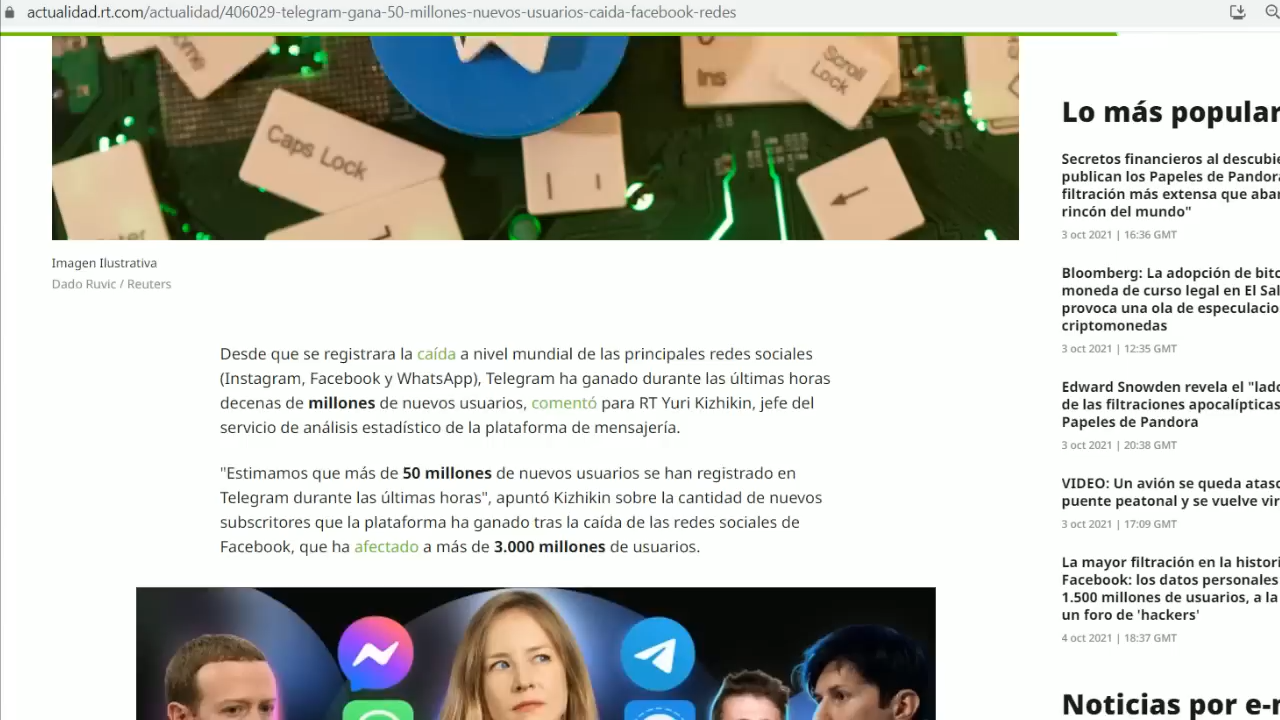 actualidad.rt.com/actualidad/406029-telegram-gana-50-millones-nuevos-usuarios-caida-facebook-redes
Ins
Scroll
Lock
Caps Lock
Imagen Ilustrativa
Dado Ruvic / Reuters
Desde que se registrara la caída a nivel mundial de las principales redes sociales
(Instagram, Facebook y WhatsApp), Telegram ha ganado durante las últimas horas
decenas de millones de nuevos usuarios, comentó para RT Yuri Kizhikin, jefe del
servicio de análisis estadístico de la plataforma de mensajería.
"Estimamos que más de 50 millones de nuevos usuarios se han registrado en
Telegram durante las últimas horas", apuntó Kizhikin sobre la cantidad de nuevos
subscritores que la plataforma ha ganado tras la caída de las redes sociales de
Facebook, que ha afectado a más de 3.000 millones de usuarios.
Lo más popular
Secretos financieros al descubie
publican los Papeles de Pandora
filtración más extensa que abar
rincón del mundo"
3 oct 2021 | 16:36 GMT
Bloomberg: La adopción de bitc
moneda de curso legal en El Sal
provoca una ola de especulacio
criptomonedas
3 oct 2021 | 12:35 GMT
Edward Snowden revela el "lado
de las filtraciones apocalípticas
Papeles de Pandora
3 oct 2021 | 20:38 GMT
VIDEO: Un avión se queda atasc
puente peatonal y se vuelve vir
3 oct 2021 | 17:09 GMT
La mayor filtración en la histori
Facebook: los datos personales
1.500 millones de usuarios, a la
un foro de 'hackers'
4 oct 2021 | 18:37 GMT
Noticias por e-